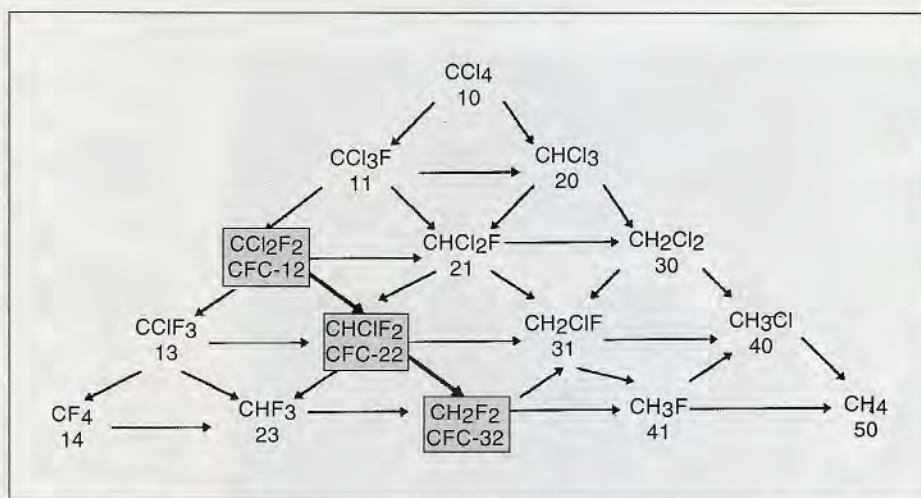 CCl4
10
CCl3F
11
CHCl3
20
CCl2F2
CFC-12
CHCl2F
21
CH2Cl2
30
CClF3
13
CHClF2
CFC-22
CH2ClF
31
CH3Cl
40
CF4
14
CHF3
23
CH2F2
CFC-32
CH3F
41
CH4
50